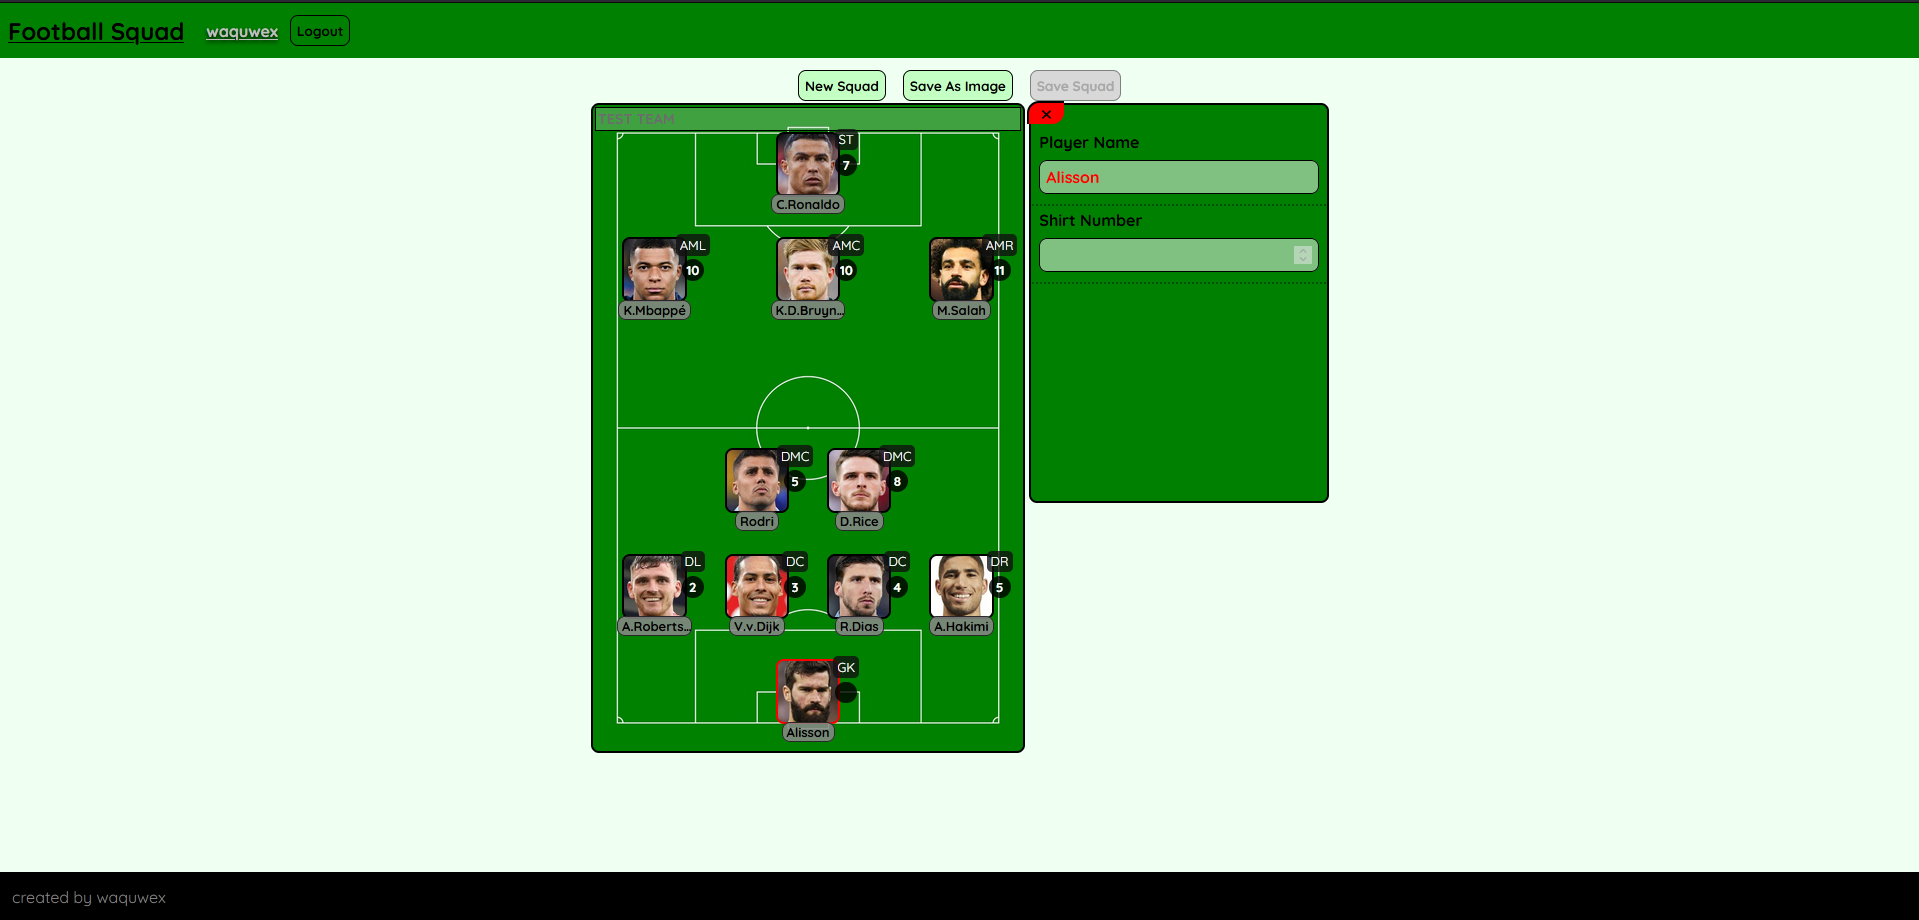 Football Squad waquwex Logout
New Squad Save As Image Save Squad
TEST TEAM
ST
7
C.Ronaldo
AML AMC AMR
10 10 11
K.Mbappé K.D.Bruyn... M.Salah
DMC DMC
5 8
Rodri D.Rice
DL DC DC DR
2 3 4 5
A.Roberts... V.v.Dijk R.Dias A.Hakimi
GK
Alisson
×
Player Name
Alisson
Shirt Number
created by waquwex